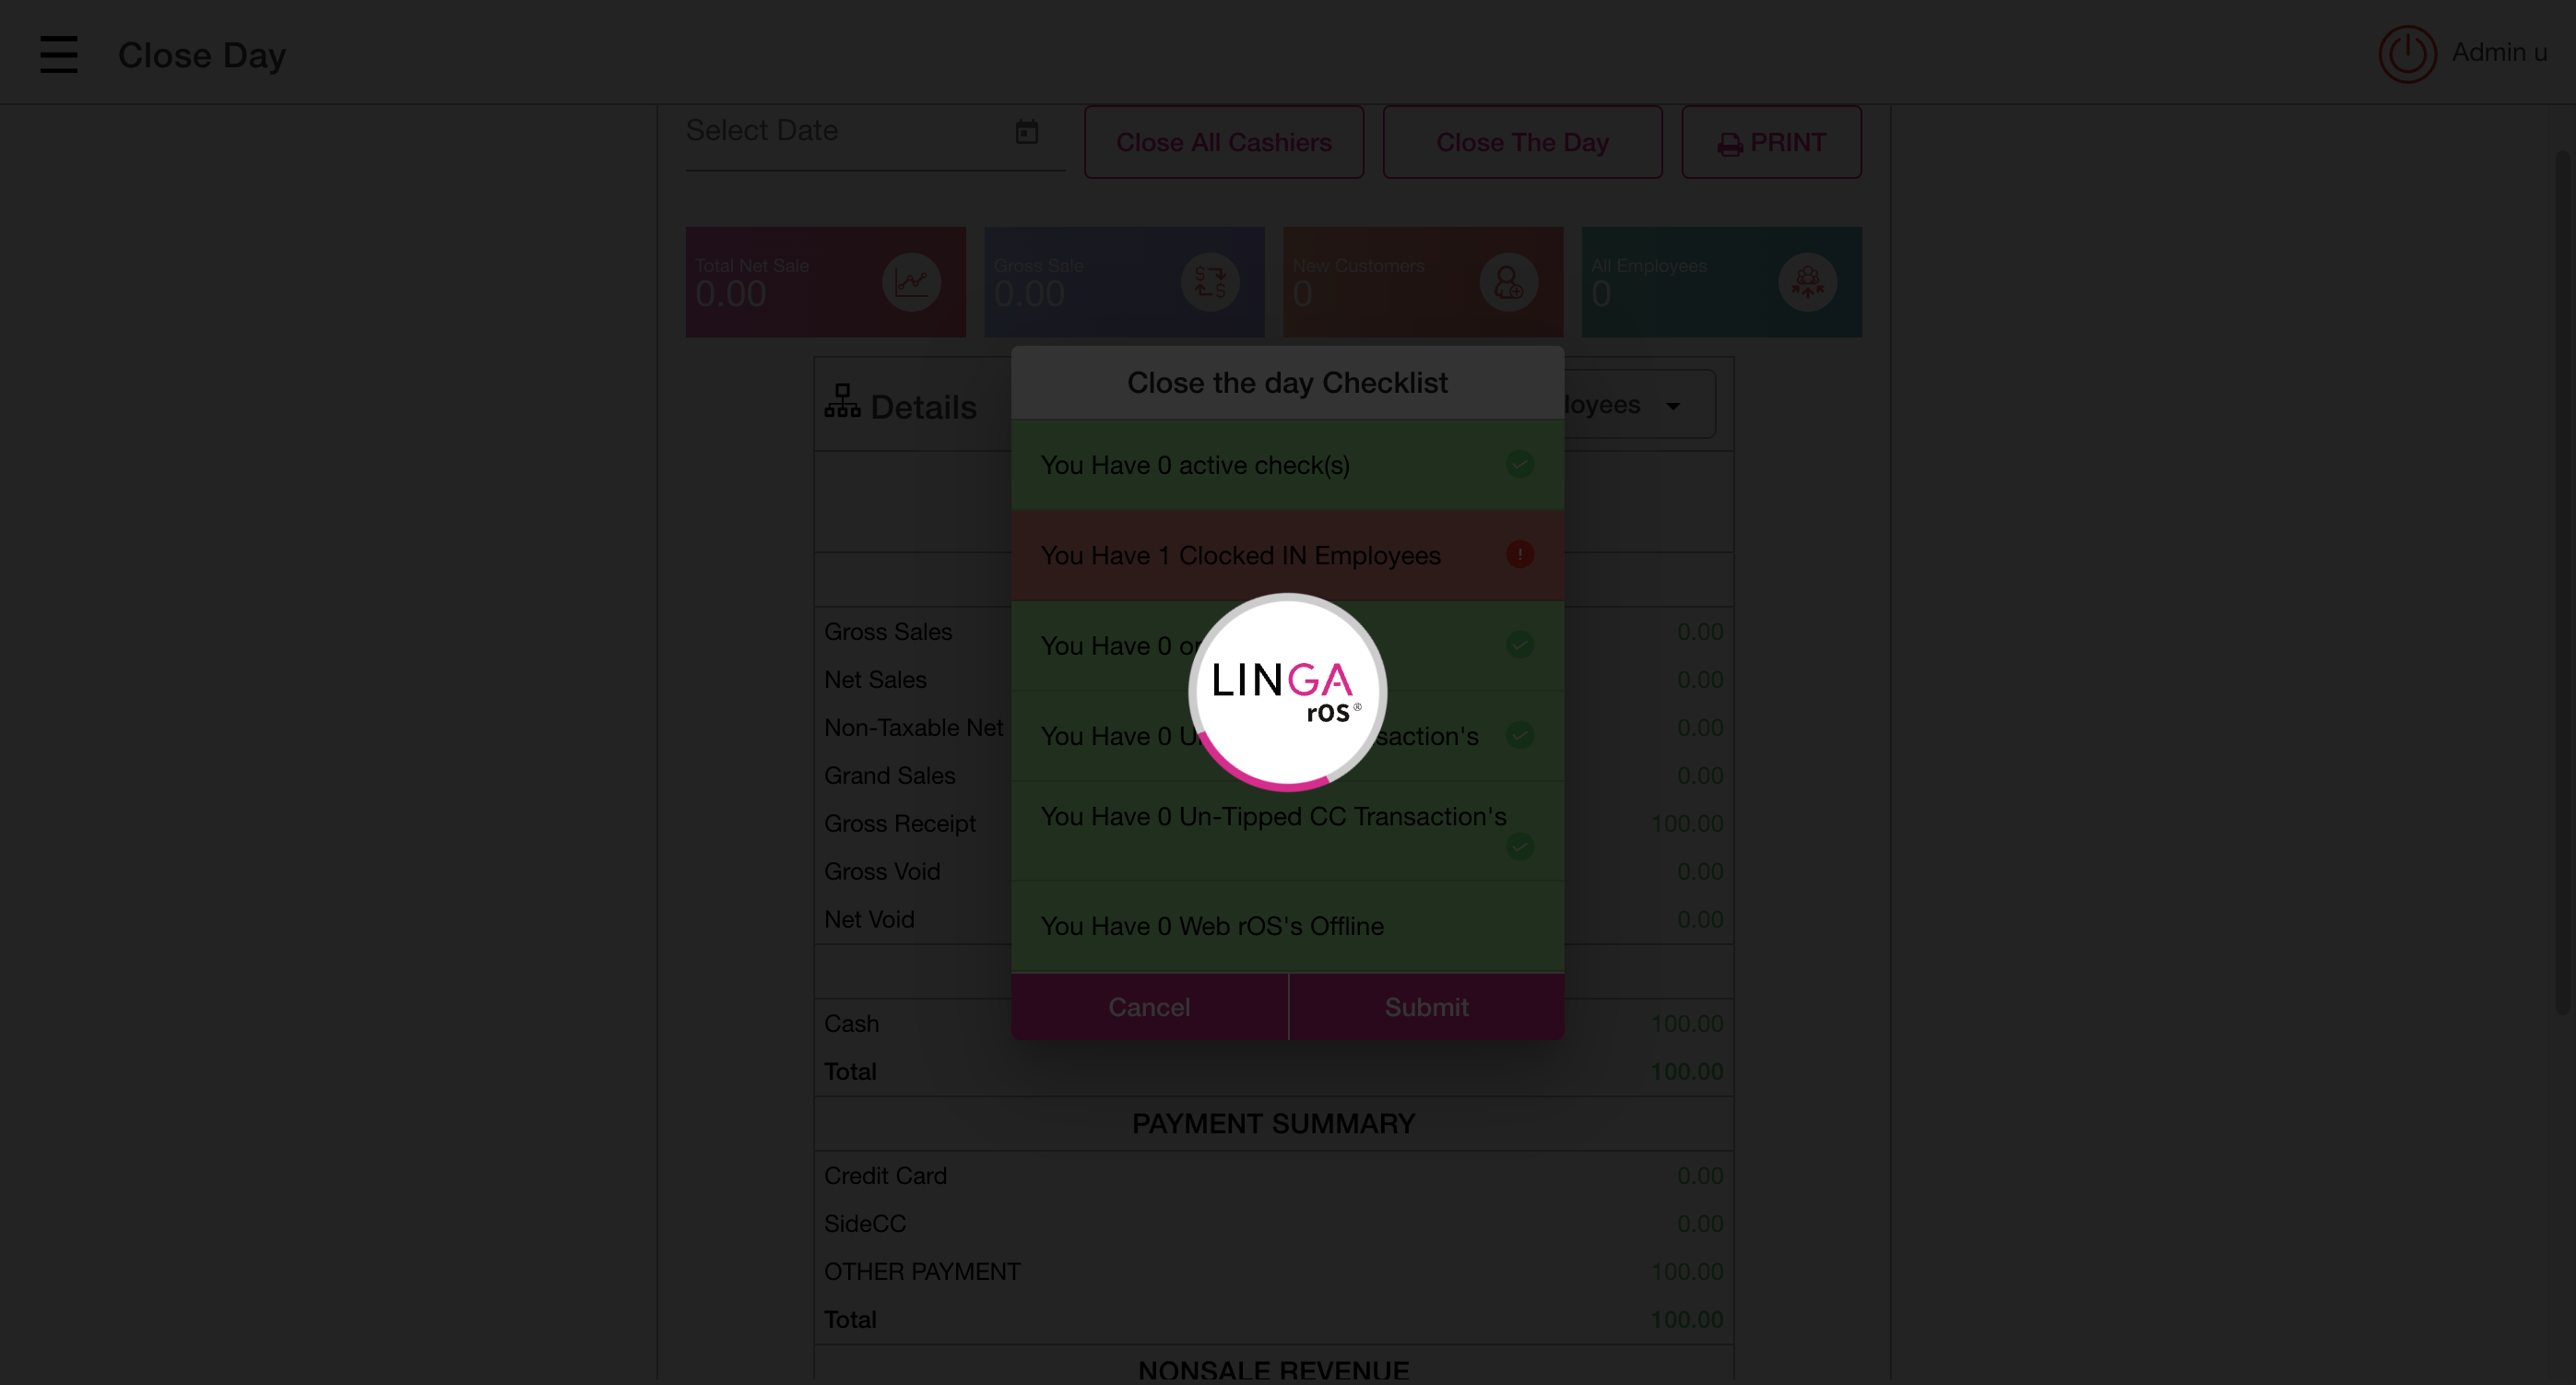 Close Day
Admin u
Select Date
Close All Cashiers
Close The Day
PRINT
Total Net Sale
0.00
Gross Sale
0.00
New Customers
0
All Employees
0
Details
loyees
Close the day Checklist
You Have 0 active check(s)
You Have 1 Clocked IN Employees
You Have 0
You Have 0
saction's
You Have 0 Un-Tipped CC Transaction's
You Have 0 Web rOS's Offline
Cancel
Submit
LINGA
rOS®
Gross Sales 0.00
Net Sales 0.00
Non-Taxable Net 0.00
Grand Sales 0.00
Gross Receipt 100.00
Gross Void 0.00
Net Void 0.00
Cash 100.00
Total 100.00
PAYMENT SUMMARY
Credit Card 0.00
SideCC 0.00
OTHER PAYMENT 100.00
Total 100.00
NONSALE REVENUE